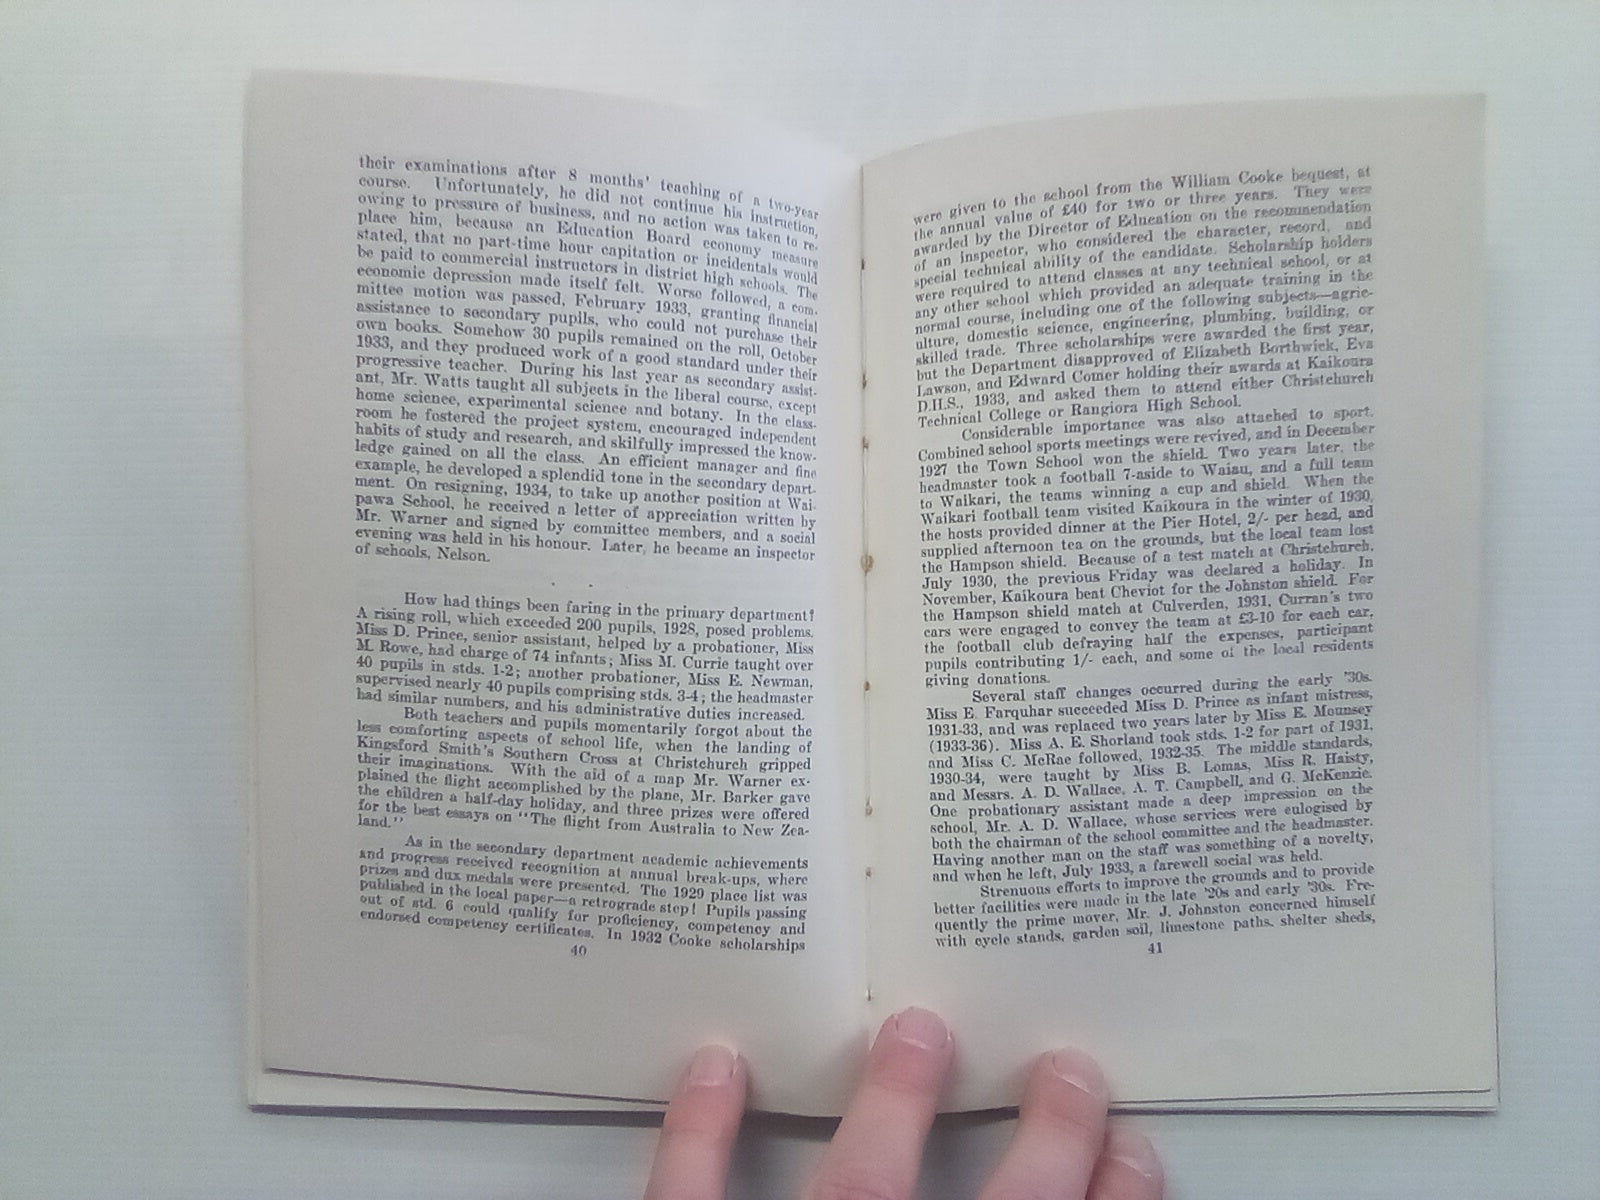 their examinations after 8 months' teaching of a two-year
course. Unfortunately, he did not continue his instruction,
owing to pressure of business, and no action was taken to re-
place him, because an Education Board economy measure
stated, that no part-time hour capitation or incidentals would
be paid to commercial instructors in district high schools. The
economic depression made itself felt. Worse followed, a com-
mittee motion was passed, February 1933, granting financial
assistance to secondary pupils, who could not purchase their
own books. Somehow 30 pupils remained on the roll, October
1933, and they produced work of a good standard under their
progressive teacher. During his last year as secondary assist-
ant, Mr. Watts taught all subjects in the liberal course, except
home science, experimental science and botany. In the class-
room he fostered the project system, encouraged independent
habits of study and research, and skilfully impressed the know-
ledge gained on all the class. An efficient manager and fine
example, he developed a splendid tone in the secondary depart-
ment. On resigning, 1934, to take up another position at Wai-
pawa School, he received a letter of appreciation written by
Mr. Warner and signed by committee members, and a social
evening was held in his honour. Later, he became an inspector
of schools, Nelson.
How had things been faring in the primary department?
A rising roll, which exceeded 200 pupils, 1928, posed problems.
Miss D. Prince, senior assistant, helped by a probationer, Miss
M. Rowe, had charge of 74 infants; Miss M. Currie taught over
40 pupils in stds. 1-2; another probationer, Miss E. Newman,
supervised nearly 40 pupils comprising stds. 3-4; the headmaster
had similar numbers, and his administrative duties increased.
Both teachers and pupils momentarily forgot about the
less comforting aspects of school life, when the landing of
Kingsford Smith's Southern Cross at Christchurch gripped
their imaginations. With the aid of a map Mr. Warner ex-
plained the flight accomplished by the plane, Mr. Barker gave
the children a half-day holiday, and three prizes were offered
for the best essays on "The flight from Australia to New Zea-
land."
As in the secondary department academic achievements
and progress received recognition at annual break-ups, where
prizes and dux medals were presented. The 1929 place list was
published in the local paper—a retrograde step! Pupils passing
out of std. 6 could qualify for proficiency, competency and
endorsed competency certificates. In 1932 Cooke scholarships
40
were given to the school from the William Cooke bequest, at
the annual value of £40 for two or three years. They were
awarded by the Director of Education on the recommendation
of an inspector, who considered the character, record, and
special technical ability of the candidate. Scholarship holders
were required to attend classes at any technical school, or at
any other school which provided an adequate training in the
normal course, including one of the following subjects—agric-
ulture, domestic science, engineering, plumbing, building, or
skilled trade. Three scholarships were awarded the first year,
but the Department disapproved of Elizabeth Borthwick, Eva
Lawson, and Edward Comer holding their awards at Kaikoura
D.H.S., 1933, and asked them to attend either Christchurch
Technical College or Rangiora High School.
Considerable importance was also attached to sport.
Combined school sports meetings were revived, and in December
1927 the Town School won the shield. Two years later, the
headmaster took a football 7-aside to Waiau, and a full team
to Waikari, the teams winning a cup and shield. When the
Waikari football team visited Kaikoura in the winter of 1930,
the hosts provided dinner at the Pier Hotel, 2/- per head, and
supplied afternoon tea on the grounds, but the local team lost
the Hampson shield. Because of a test match at Christchurch,
July 1930, the previous Friday was declared a holiday. In
November, Kaikoura beat Cheviot for the Johnston shield. For
the Hampson shield match at Culverden, 1931, Curran's two
cars were engaged to convey the team at £3-10 for each car,
the football club defraying half the expenses, participant
pupils contributing 1/- each, and some of the local residents
giving donations.
Several staff changes occurred during the early '30s.
Miss E. Farquhar succeeded Miss D. Prince as infant mistress,
1931-33, and was replaced two years later by Miss E. Mounsey
(1933-36). Miss A. E. Shorland took stds. 1-2 for part of 1931,
and Miss C. McRae followed, 1932-35. The middle standards,
1930-34, were taught by Miss B. Lomas, Miss R. Haisty,
and Messrs. A. D. Wallace, A. T. Campbell, and G. McKenzie.
One probationary assistant made a deep impression on the
school, Mr. A. D. Wallace, whose services were eulogised by
both the chairman of the school committee and the headmaster.
Having another man on the staff was something of a novelty,
and when he left, July 1933, a farewell social was held.
Strenuous efforts to improve the grounds and to provide
better facilities were made in the late '20s and early '30s. Fre-
quently the prime mover, Mr. J. Johnston concerned himself
with cycle stands, garden soil, limestone paths, shelter sheds,
41